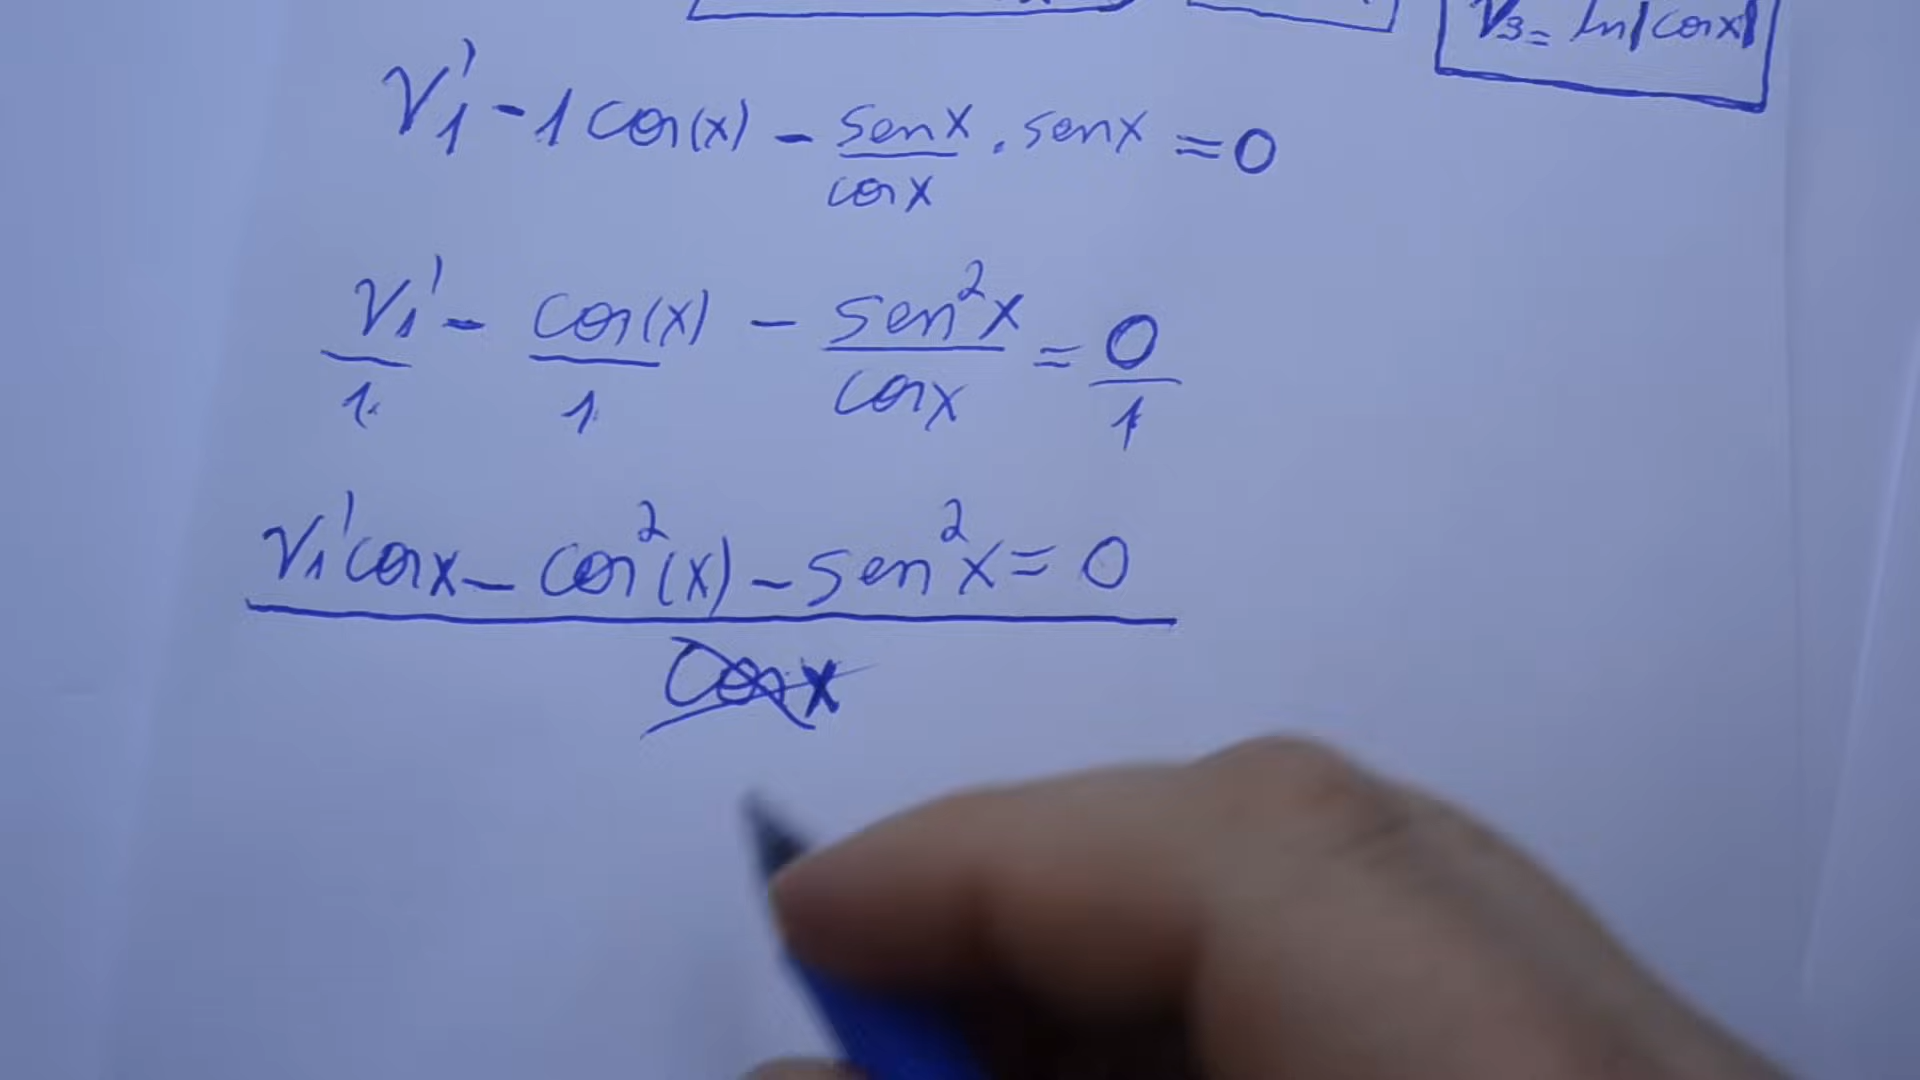 V3= ln|cosx|
V1' - 1 cos(x) - senx/cosx . senx = 0
V1'/1 - cos(x)/1 - sen²x/cosx = 0/1
V1' cosx - cos²(x) - sen²x = 0
cosx